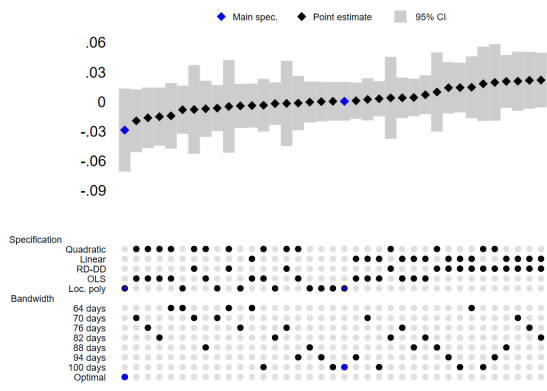 Main spec. Point estimate 95% CI
.06
.03
0
-.03
-.06
-.09
Specification
Quadratic
Linear
RD-DD
OLS
Loc. poly
Bandwidth
64 days
70 days
76 days
82 days
88 days
94 days
100 days
Optimal